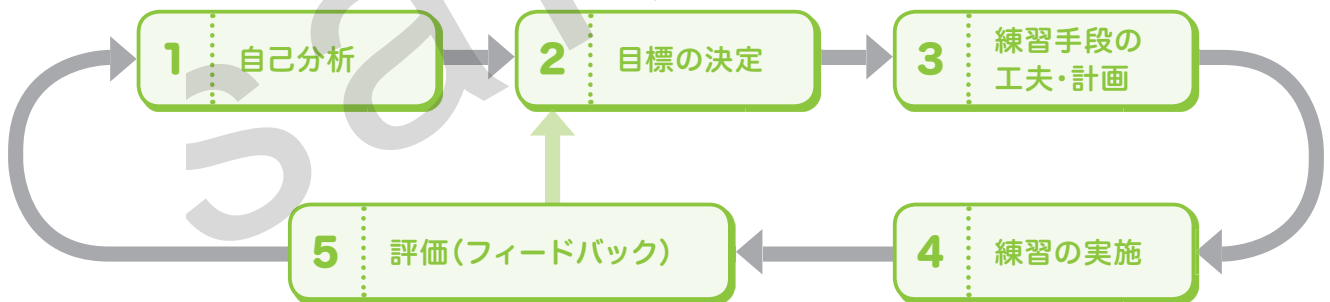 1 自己分析
2 目標の決定
3 練習手段の
工夫・計画
5 評価（フィードバック）
4 練習の実施